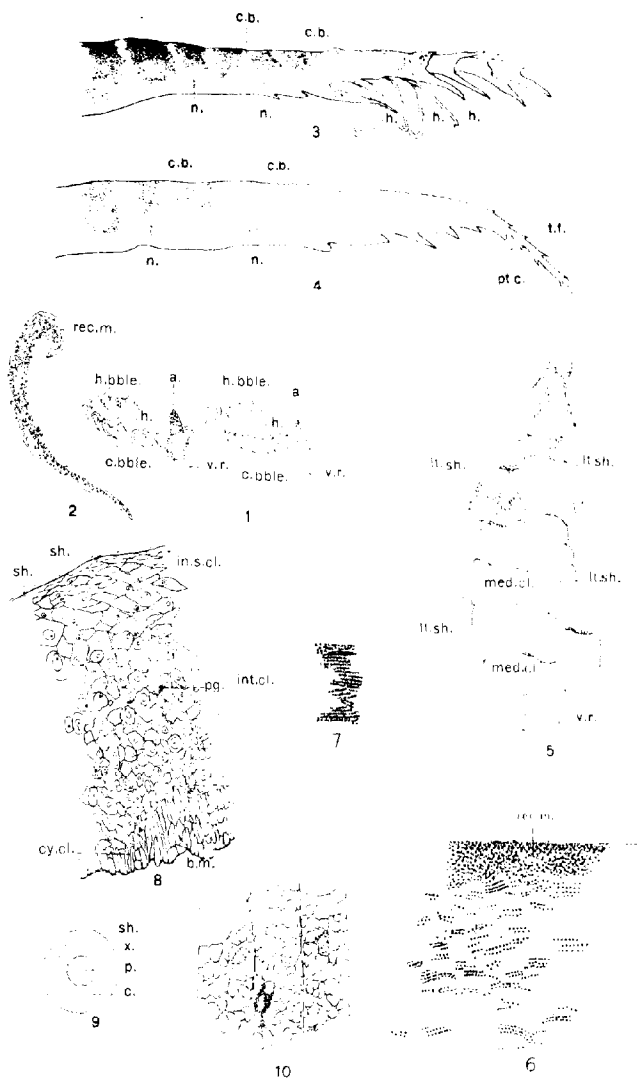 c.b.
c.b.
n.
n.
h.
h.
h.
3
c.b.
c.b.
t.f.
n.
n.
pt c.
4
rec.m.
h.bble.
a.
h.bble.
a
h.
h.
c.bble.
v.r.
c.bble.
v.r.
2
1
lt.sh.
lt.sh.
med.cl.
lt.sh.
lt.sh.
med.cl
v.r.
5
sh.
sh.
in.s.cl.
pg.
int.cl.
7
cy.cl.
b.m.
8
sh.
x.
p.
c.
9
10
6